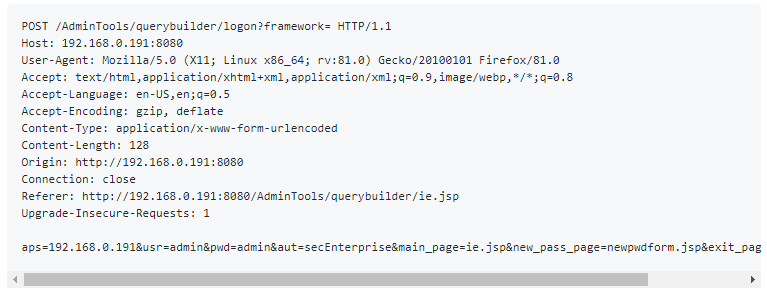 POST /AdminTools/querybuilder/logon?framework= HTTP/1.1
Host: 192.168.0.191:8080
User-Agent: Mozilla/5.0 (X11; Linux x86_64; rv:81.0) Gecko/20100101 Firefox/81.0
Accept: text/html,application/xhtml+xml,application/xml;q=0.9,image/webp,*/*;q=0.8
Accept-Language: en-US,en;q=0.5
Accept-Encoding: gzip, deflate
Content-Type: application/x-www-form-urlencoded
Content-Length: 128
Origin: http://192.168.0.191:8080
Connection: close
Referer: http://192.168.0.191:8080/AdminTools/querybuilder/ie.jsp
Upgrade-Insecure-Requests: 1
aps=192.168.0.191&usr=admin&pwd=admin&aut=secEnterprise&main_page=ie.jsp&new_pass_page=newpwdform.jsp&exit_pag